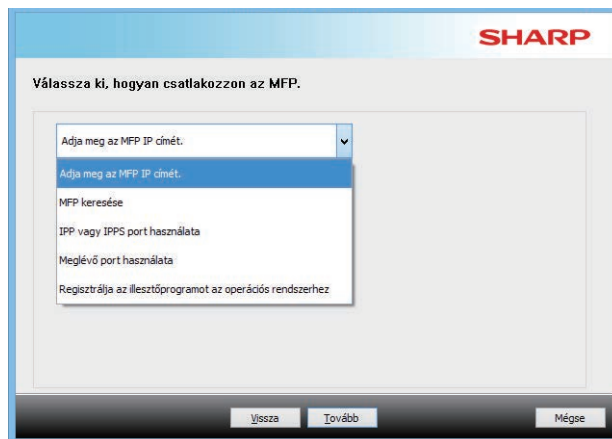 SHARP
Válassza ki, hogyan csatlakozzon az MFP.
Adja meg az MFP IP címét.
Adja meg az MFP IP címét.
MFP keresése
IPP vagy IPPS port használata
Meglévő port használata
Regisztrálja az illesztőprogramot az operációs rendszerhez
Vissza Tovább Mégse